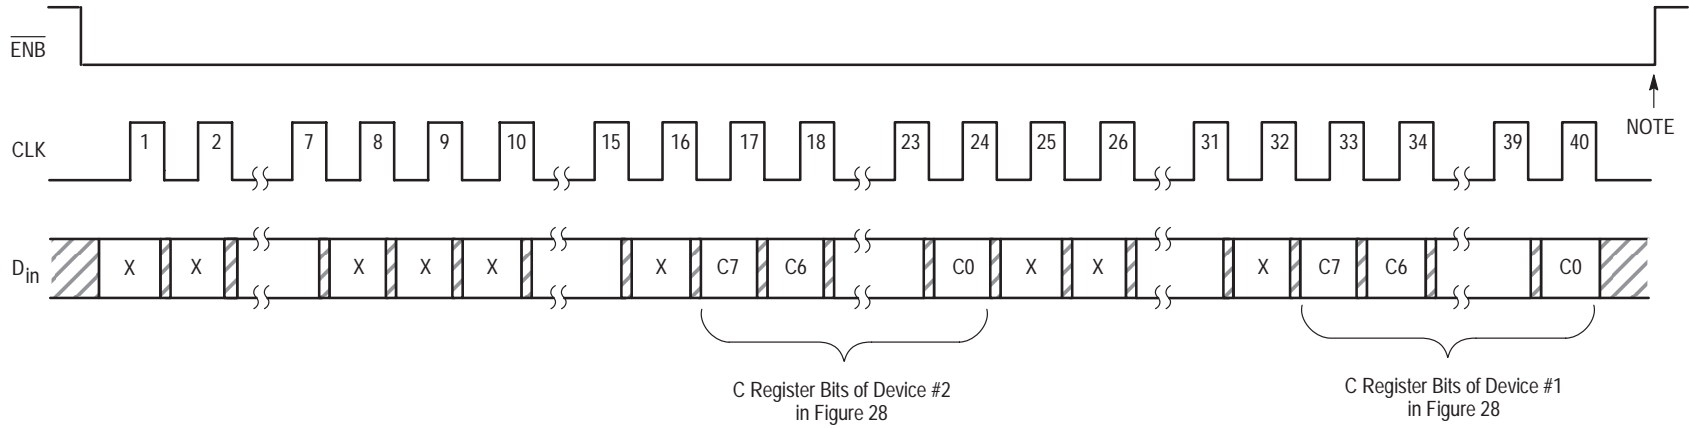 ENB
CLK 1 2 7 8 9 10 15 16 17 18 23 24 25 26 31 32 33 34 39 40 NOTE
Din X X X X X X C7 C6 C0 X X X C7 C6 C0
C Register Bits of Device #2
in Figure 28
C Register Bits of Device #1
in Figure 28